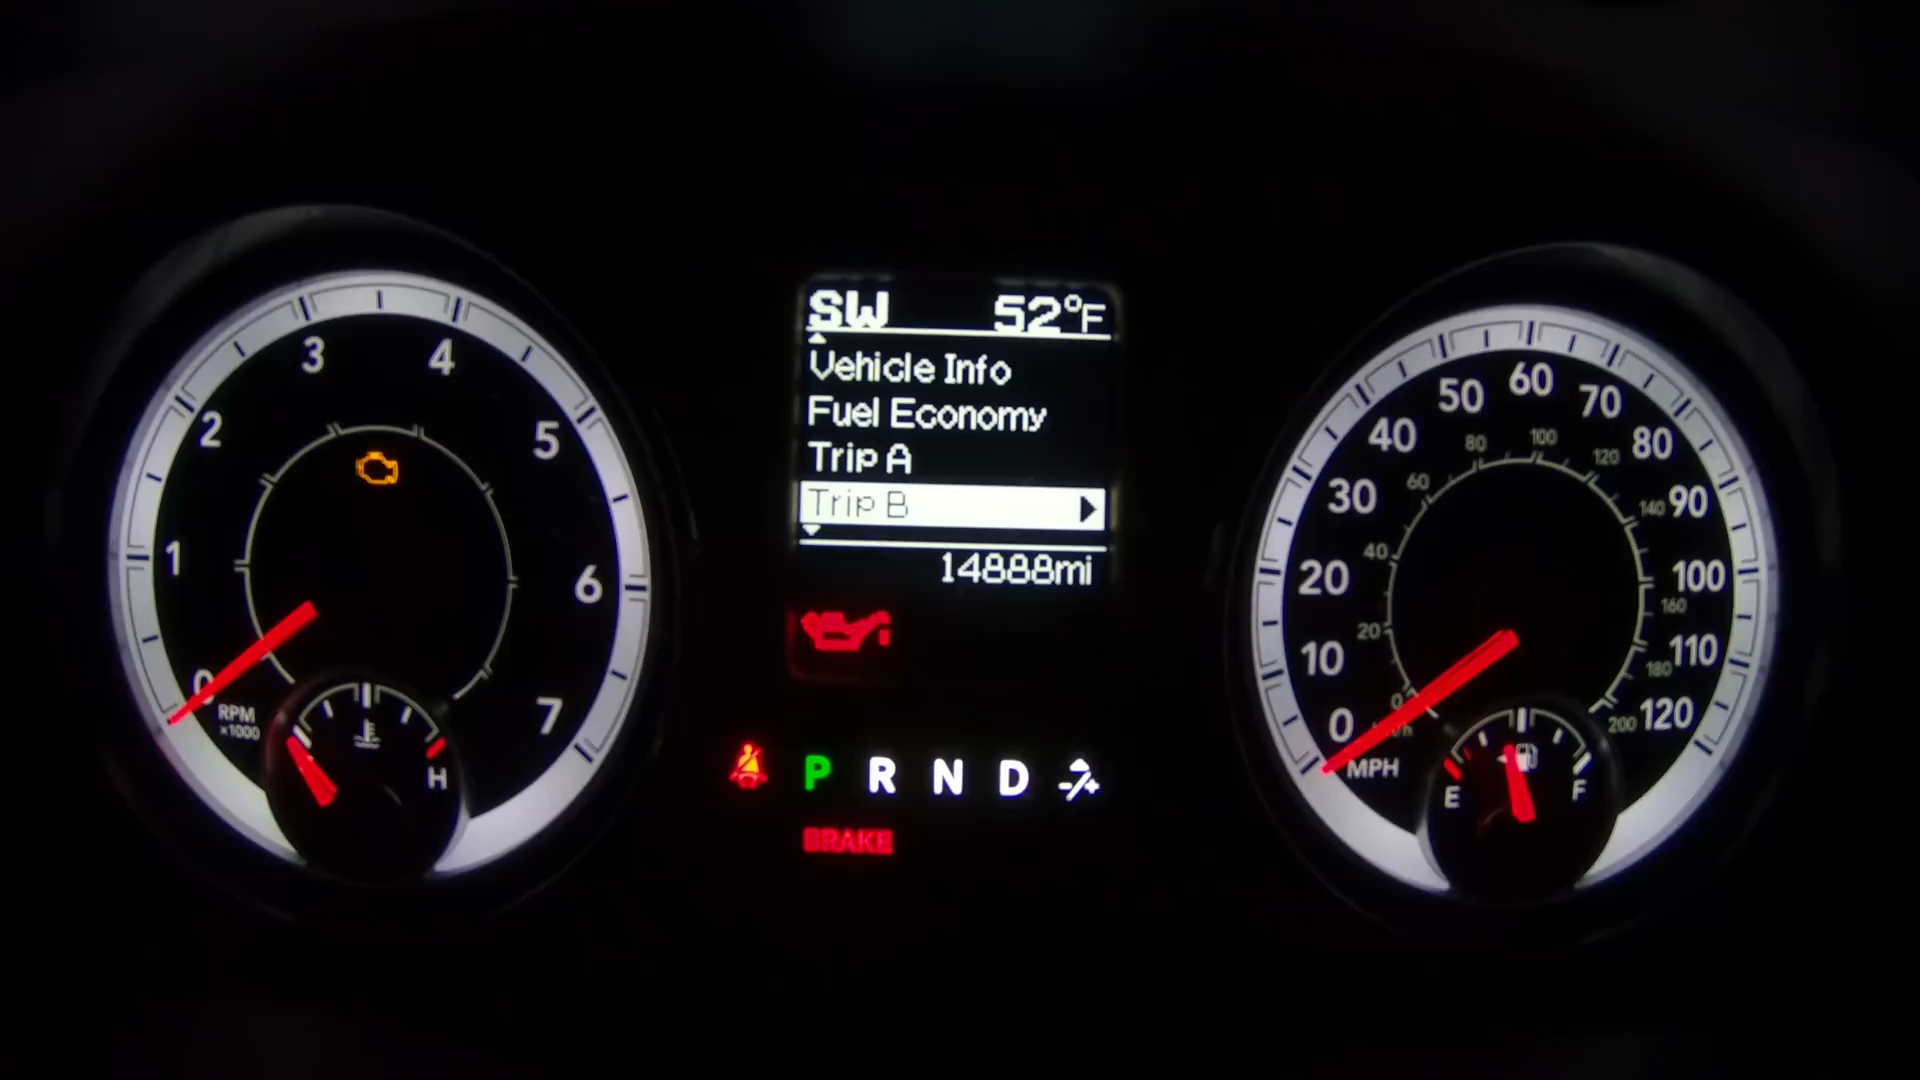 SW 52°F
Vehicle Info
Fuel Economy
Trip A
Trip B
14888mi
0 1 2 3 4 5 6 7
RPM
x1000
H
P R N D
BRAKE
0 10 20 30 40 50 60 70 80 90 100 110 120
MPH
0 20 40 60 80 100 120 140 160 180 200
E F